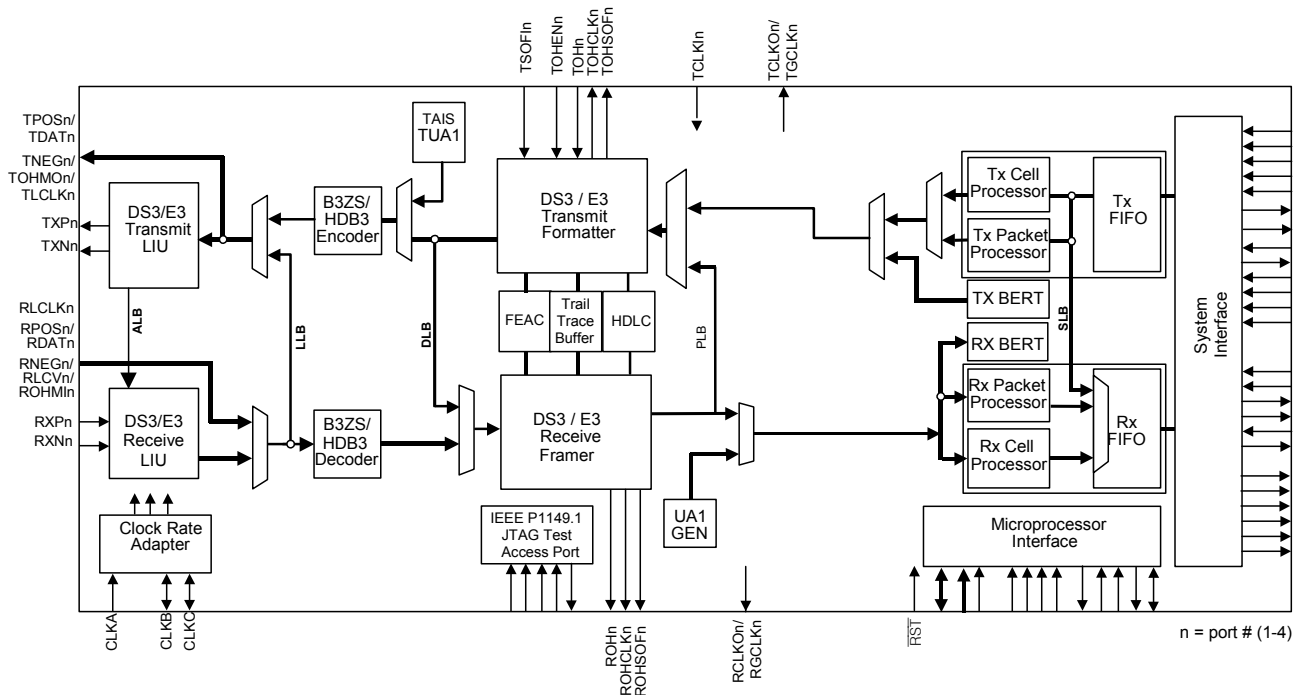 TSOFIn
TOHENn
TOHn
TOHCLKn
TOHSOFn
TCLKIn
TCLKOn/
TGCLKn
TPOSn/
TDATn
TNEGn/
TOHMOn/
TLCLKn
TXPn
TXNn
RLCLKn
RPOSn/
RDATn
RNEGn/
RLCVn/
ROHMIn
RXPn
RXNn
DS3/E3
Transmit
LIU
ALB
DS3/E3
Receive
LIU
Clock Rate
Adapter
CLKA
CLKB
CLKC
LLB
TAIS
TUA1
B3ZS/
HDB3
Encoder
B3ZS/
HDB3
Decoder
DLB
DS3 / E3
Transmit
Formatter
FEAC
Trail
Trace
Buffer
HDLC
DS3 / E3
Receive
Framer
IEEE P1149.1
JTAG Test
Access Port
ROHn
ROHCLKn
ROHSOFn
PLB
UA1
GEN
RCLKOn/
RGCLKn
Tx Cell
Processor
Tx Packet
Processor
Tx
FIFO
TX BERT
RX BERT
SLB
Rx Packet
Processor
Rx Cell
Processor
Rx
FIFO
System
Interface
Microprocessor
Interface
RST
n = port # (1-4)